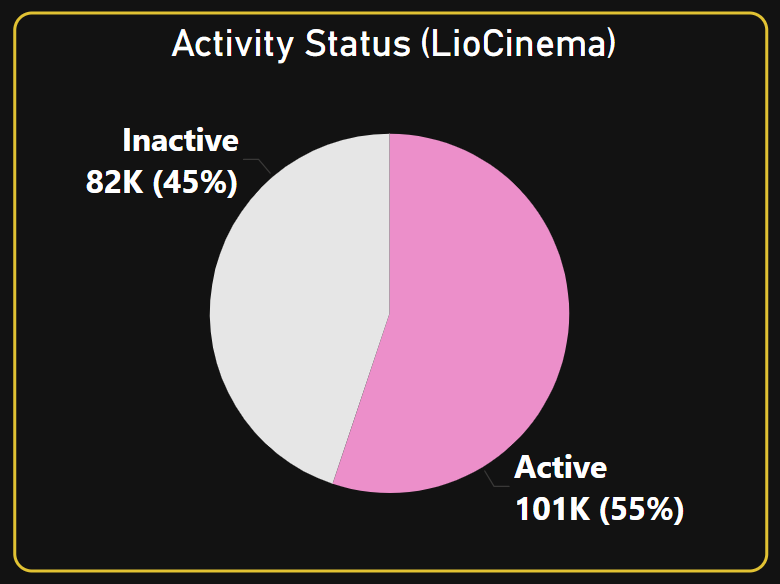 Activity Status (LioCinema)
Inactive
82K (45%)
Active
101K (55%)